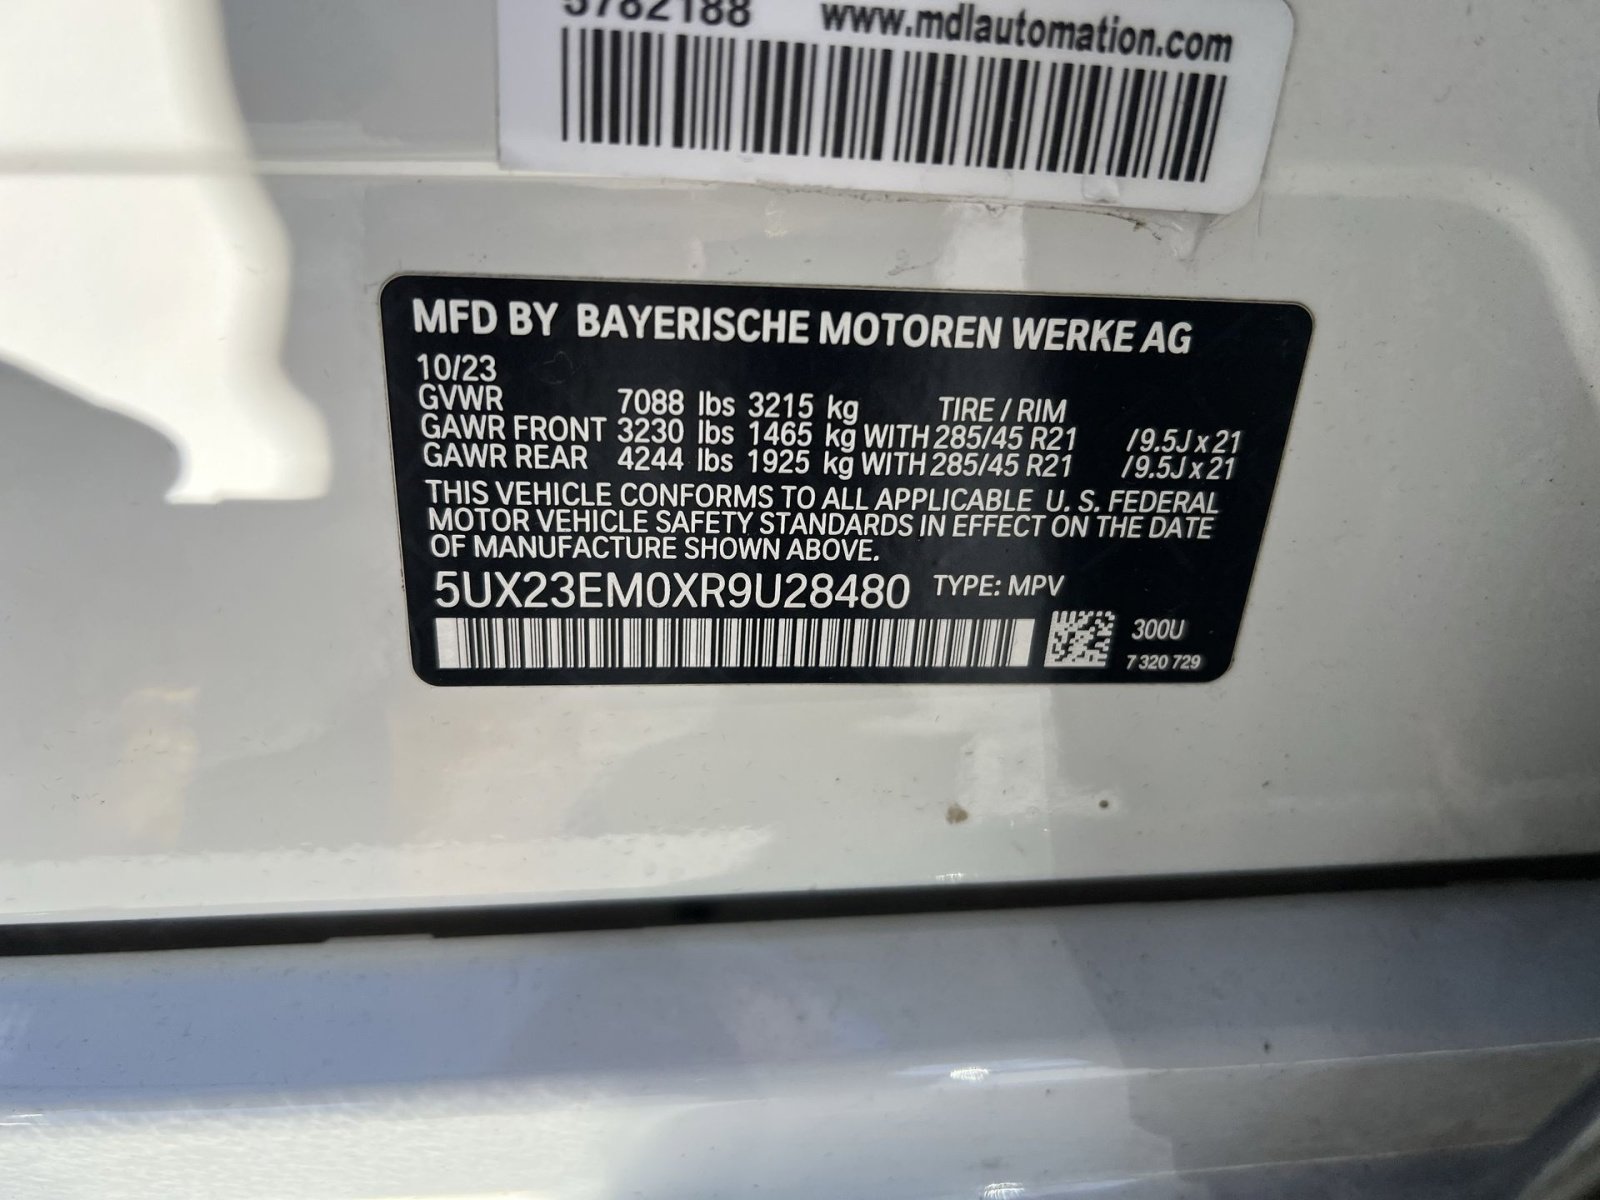 5782188 www.mdlautomation.com
MFD BY BAYERISCHE MOTOREN WERKE AG
10/23
GVWR 7088 lbs 3215 kg TIRE / RIM
GAWR FRONT 3230 lbs 1465 kg WITH 285/45 R21 /9.5J x 21
GAWR REAR 4244 lbs 1925 kg WITH 285/45 R21 /9.5J x 21
THIS VEHICLE CONFORMS TO ALL APPLICABLE U. S. FEDERAL
MOTOR VEHICLE SAFETY STANDARDS IN EFFECT ON THE DATE
OF MANUFACTURE SHOWN ABOVE.
5UX23EM0XR9U28480 TYPE: MPV
300U
7 320 729